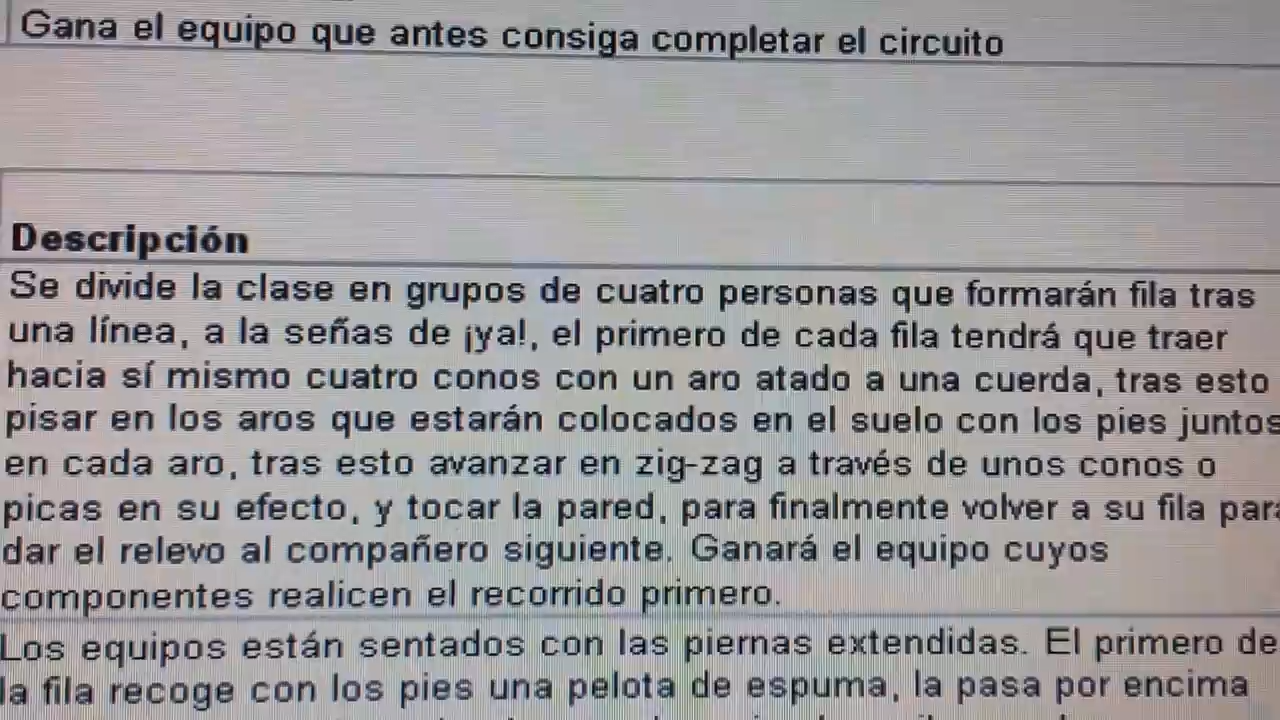 Gana el equipo que antes consiga completar el circuito
Descripción
Se divide la clase en grupos de cuatro personas que formarán fila tras
una línea, a la señas de ¡ya!, el primero de cada fila tendrá que traer
hacia sí mismo cuatro conos con un aro atado a una cuerda, tras esto
pisar en los aros que estarán colocados en el suelo con los pies juntos
en cada aro, tras esto avanzar en zig-zag a través de unos conos o
picas en su efecto, y tocar la pared, para finalmente volver a su fila para
dar el relevo al compañero siguiente. Ganará el equipo cuyos
componentes realicen el recorrido primero.
Los equipos están sentados con las piernas extendidas. El primero de
la fila recoge con los pies una pelota de espuma, la pasa por encima